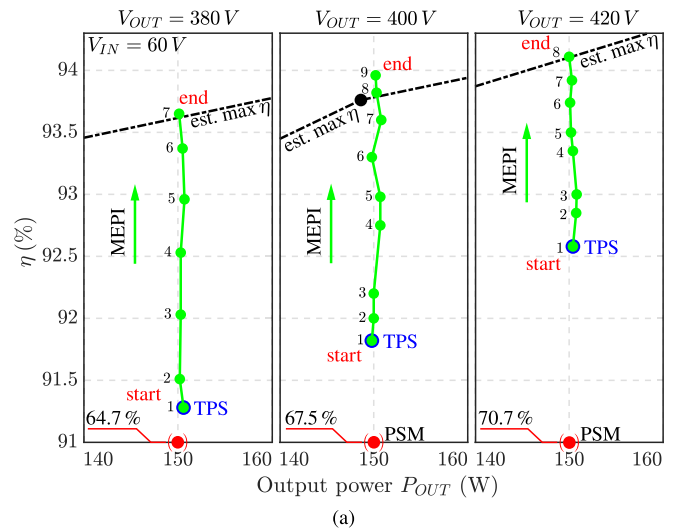 V_OUT = 380 V
V_OUT = 400 V
V_OUT = 420 V
V_IN = 60 V
η (%)
94
93.5
93
92.5
92
91.5
91
end
7
est. max η
6
5
MEPI
4
3
2
start
1
TPS
64.7 %
140
150
160
9
end
8
est. max η
7
6
MEPI
5
4
3
2
1
TPS
start
67.5 %
PSM
140
150
160
end
8
est. max η
7
6
5
MEPI
4
3
2
1
TPS
start
70.7 %
PSM
140
150
160
Output power P_OUT (W)
(a)